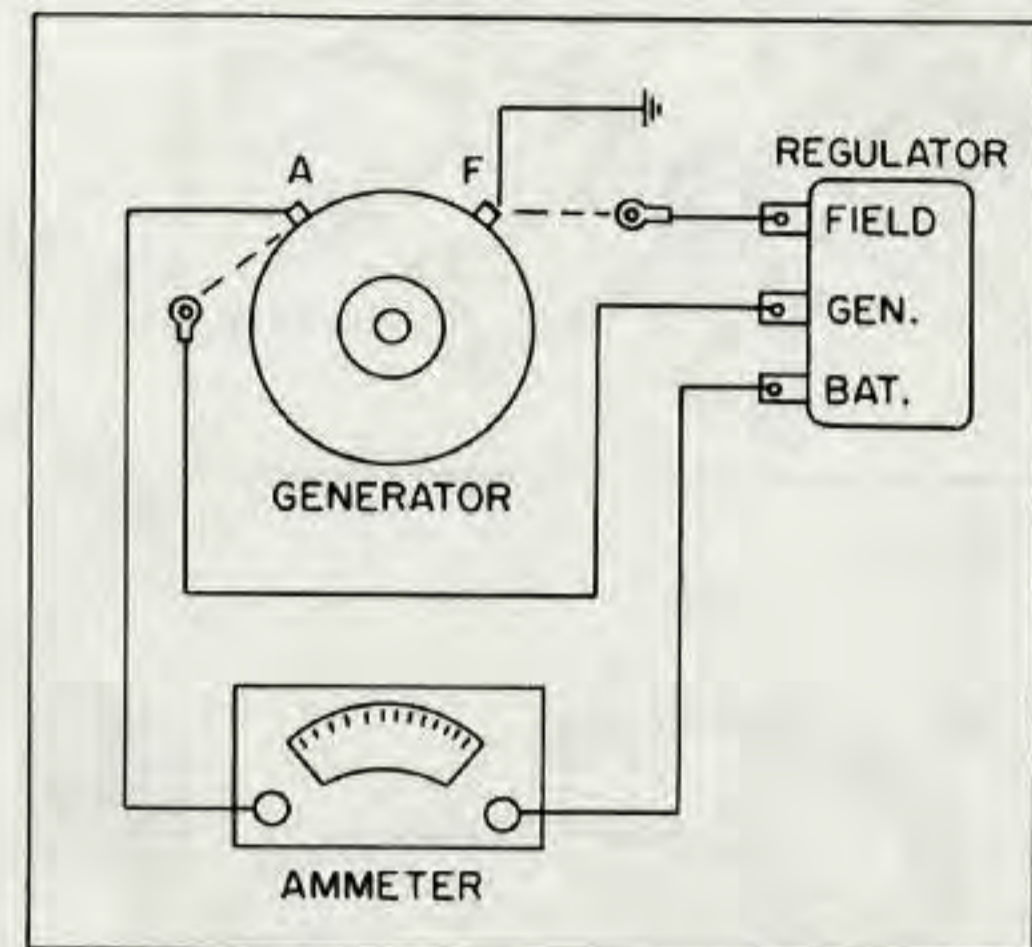 A
F
REGULATOR
FIELD
GEN.
BAT.
GENERATOR
AMMETER